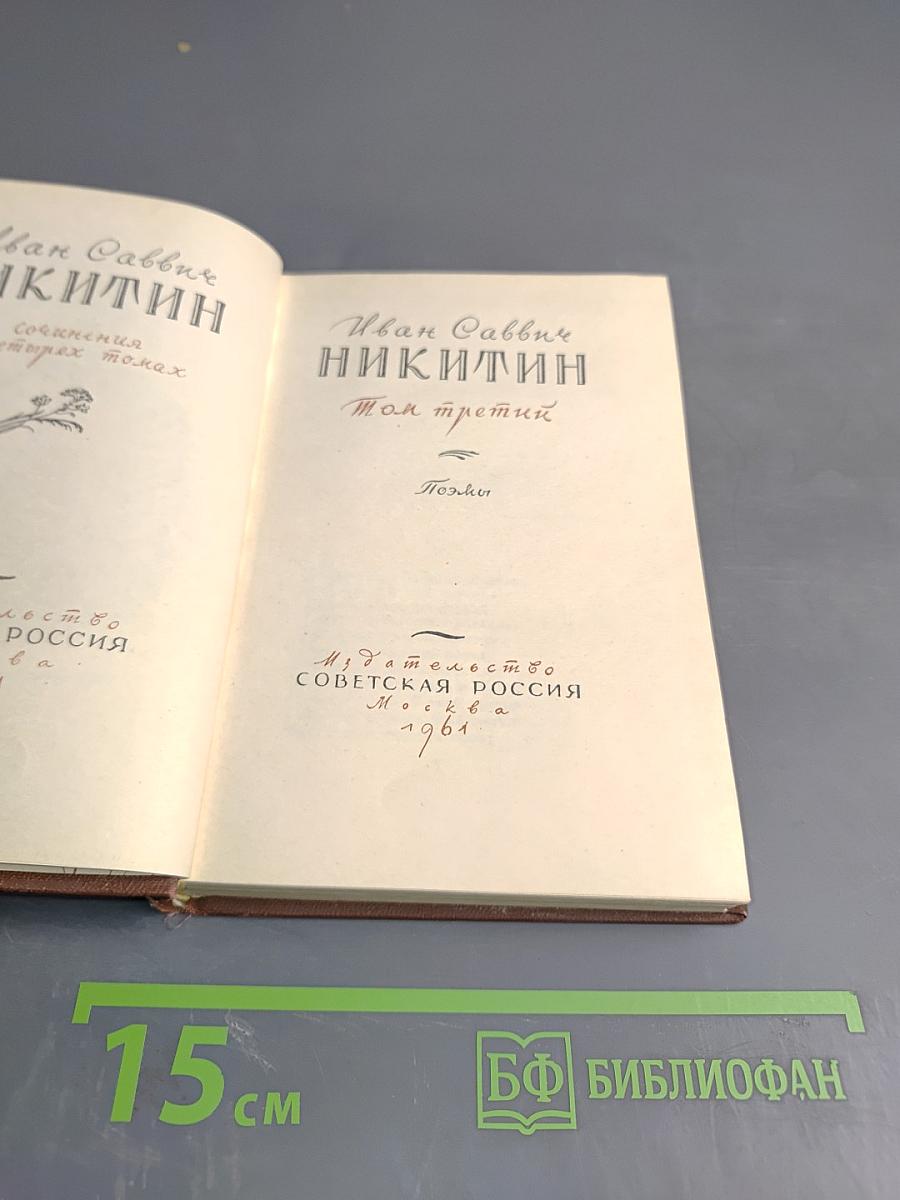 Иван Саввич
НИКИТИН
сочинения
четырех томах
РОССИЯ
Иван Саввич
НИКИТИН
Том третий
Поэмы
Издательство
СОВЕТСКАЯ РОССИЯ
Москва
1961
15 см
БФ БИБЛИОФАН